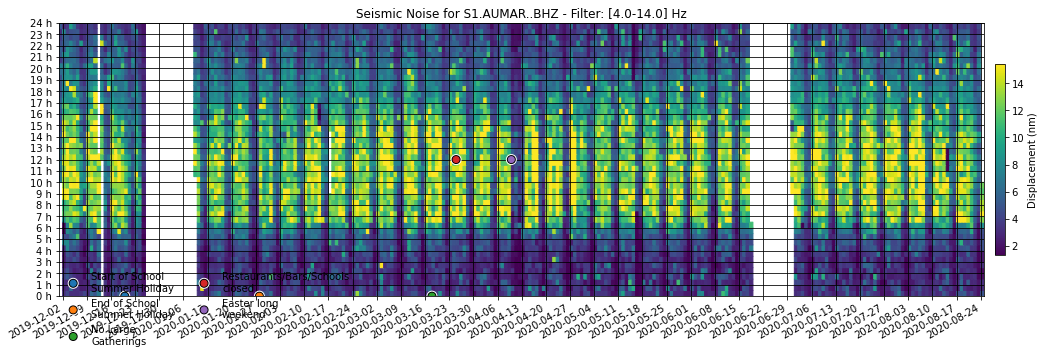 Seismic Noise for S1.AUMAR..BHZ - Filter: [4.0-14.0] Hz
24 h
23 h
22 h
21 h
20 h
19 h
18 h
17 h
16 h
15 h
14 h
13 h
12 h
11 h
10 h
9 h
8 h
7 h
6 h
5 h
4 h
3 h
2 h
1 h
0 h
Start of School
Summer Holiday
End of School
Summer Holiday
No Large
Gatherings
Restaurants/Bars/Schools
closed
Easter long
weekend
2019-12-02
2019-12-09
2020-02-10
2020-02-17
2020-02-24
2020-03-02
2020-03-09
2020-03-16
2020-03-23
2020-03-30
2020-04-06
2020-04-13
2020-04-20
2020-04-27
2020-05-04
2020-05-11
2020-05-18
2020-05-25
2020-06-01
2020-06-08
2020-06-15
2020-06-22
2020-06-29
2020-07-06
2020-07-13
2020-07-20
2020-07-27
2020-08-03
2020-08-10
2020-08-17
2020-08-24
14
12
10
8
6
4
2
Displacement (nm)